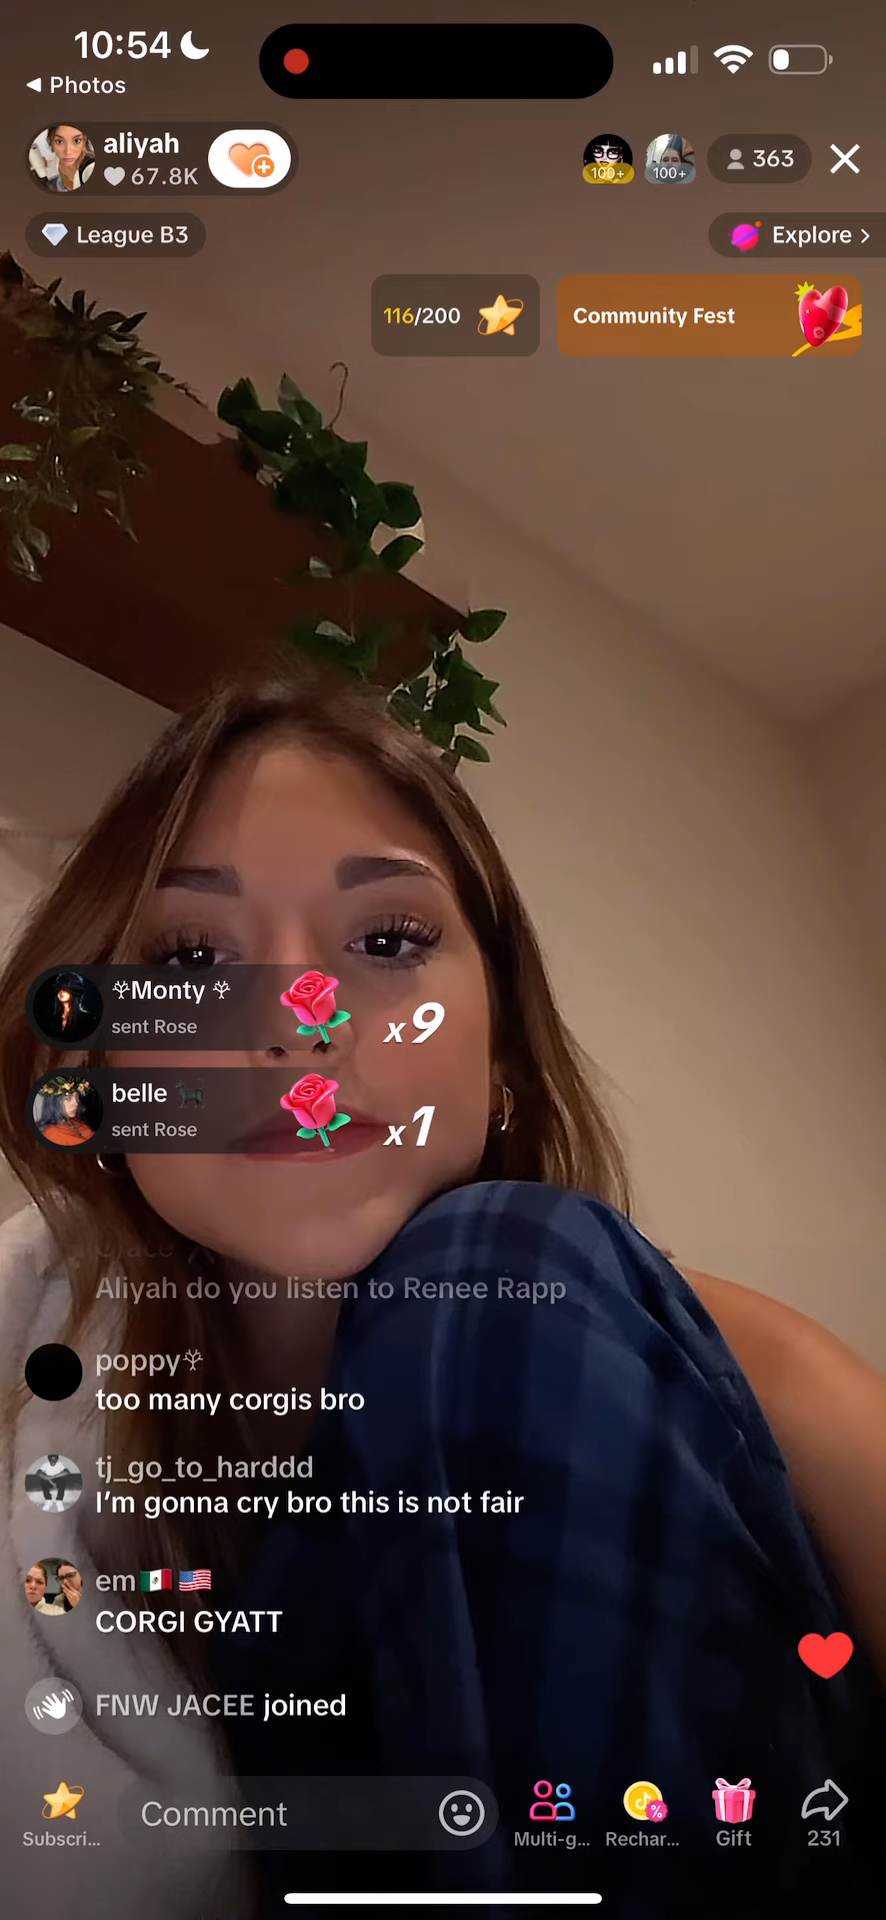 10:54
Photos
aliyah
67.8K
100+
100+
363
League B3
Explore
116/200
Community Fest
Monty
sent Rose
x9
belle
sent Rose
x1
Grace
Aliyah do you listen to Renee Rapp
poppy
too many corgis bro
tj_go_to_harddd
I'm gonna cry bro this is not fair
em
CORGI GYATT
FNW JACEE joined
Comment
Subscri...
Multi-g...
Rechar...
Gift
231